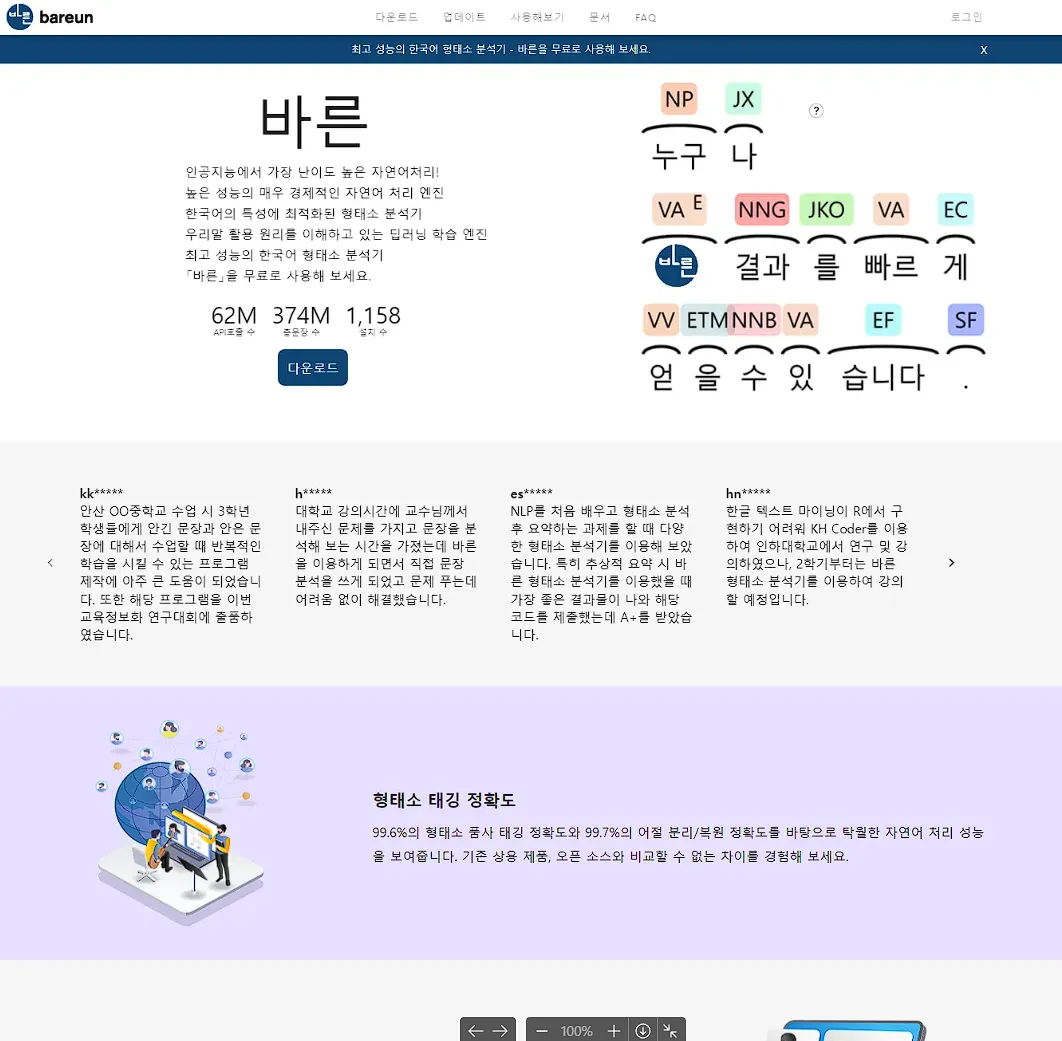 바른 bareun
다운로드 업데이트 사용해보기 문서 FAQ 로그인
최고 성능의 한국어 형태소 분석기 - 바른을 무료로 사용해 보세요. X
바른
인공지능에서 가장 난이도 높은 자연어처리!
높은 성능의 매우 경제적인 자연어 처리 엔진
한국어의 특성에 최적화된 형태소 분석기
우리말 활용 원리를 이해하고 있는 딥러닝 학습 엔진
최고 성능의 한국어 형태소 분석기
「바른」을 무료로 사용해 보세요.
62M 374M 1,158
API호출 수 총문장 수 설치 수
다운로드
NP JX ?
누구 나
VA E NNG JKO VA EC
바른 결과 를 빠르 게
VV ETM NNB VA EF SF
얻 을 수 있 습니다 .
kk*****
안산 OO중학교 수업 시 3학년
학생들에게 안긴 문장과 안은 문
장에 대해서 수업할 때 반복적인
학습을 시킬 수 있는 프로그램
제작에 아주 큰 도움이 되었습니
다. 또한 해당 프로그램을 이번
교육정보화 연구대회에 출품하
였습니다.
h*****
대학교 강의시간에 교수님께서
내주신 문제를 가지고 문장을 분
석해 보는 시간을 가졌는데 바른
을 이용하게 되면서 직접 문장
분석을 쓰게 되었고 문제 푸는데
어려움 없이 해결했습니다.
es*****
NLP를 처음 배우고 형태소 분석
후 요약하는 과제를 할 때 다양
한 형태소 분석기를 이용해 보았
습니다. 특히 추상적 요약 시 바
른 형태소 분석기를 이용했을 때
가장 좋은 결과물이 나와 해당
코드를 제출했는데 A+를 받았습
니다.
hn*****
한글 텍스트 마이닝이 R에서 구
현하기 어려워 KH Coder를 이용
하여 인하대학교에서 연구 및 강
의하였으나, 2학기부터는 바른
형태소 분석기를 이용하여 강의
할 예정입니다.
형태소 태깅 정확도
99.6%의 형태소 품사 태깅 정확도와 99.7%의 어절 분리/복원 정확도를 바탕으로 탁월한 자연어 처리 성능
을 보여줍니다. 기존 상용 제품, 오픈 소스와 비교할 수 없는 차이를 경험해 보세요.
100%